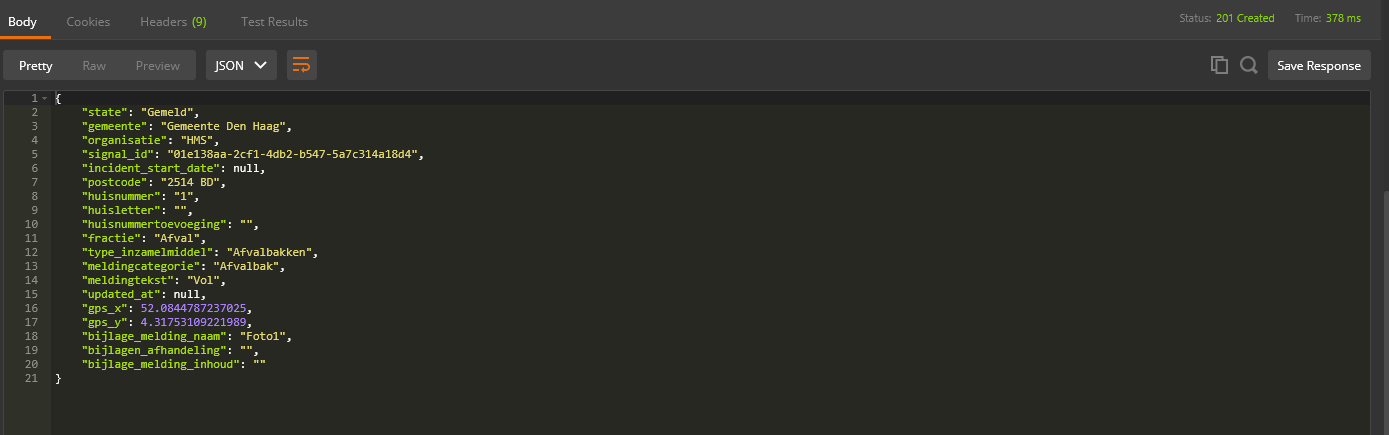 Body Cookies Headers (9) Test Results Status: 201 Created Time: 378 ms
Pretty Raw Preview JSON Save Response
1 {
2 "state": "Gemeld",
3 "gemeente": "Gemeente Den Haag",
4 "organisatie": "HMS",
5 "signal_id": "01e138aa-2cf1-4db2-b547-5a7c314a18d4",
6 "incident_start_date": null,
7 "postcode": "2514 BD",
8 "huisnummer": "1",
9 "huisletter": "",
10 "huisnummertoevoeging": "",
11 "fractie": "Afval",
12 "type_inzamelmiddel": "Afvalbakken",
13 "meldingcategorie": "Afvalbak",
14 "meldingtekst": "Vol",
15 "updated_at": null,
16 "gps_x": 52.0844787237025,
17 "gps_y": 4.31753109221989,
18 "bijlage_melding_naam": "Foto1",
19 "bijlagen_afhandeling": "",
20 "bijlage_melding_inhoud": ""
21 }